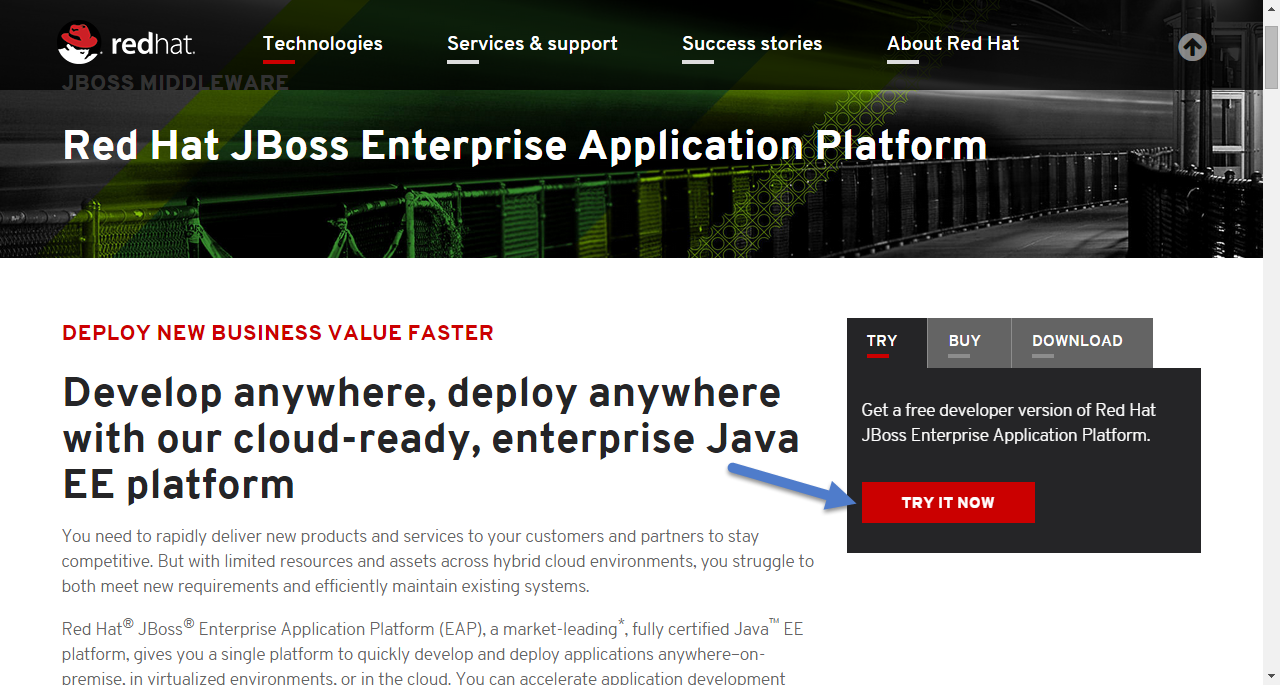 redhat.
Technologies
Services & support
Success stories
About Red Hat
JBOSS MIDDLEWARE
Red Hat JBoss Enterprise Application Platform
DEPLOY NEW BUSINESS VALUE FASTER
Develop anywhere, deploy anywhere
with our cloud-ready, enterprise Java
EE platform
You need to rapidly deliver new products and services to your customers and partners to stay
competitive. But with limited resources and assets across hybrid cloud environments, you struggle to
both meet new requirements and efficiently maintain existing systems.
Red Hat® JBoss® Enterprise Application Platform (EAP), a market-leading*, fully certified Java™ EE
platform, gives you a single platform to quickly develop and deploy applications anywhere—on-
premise, in virtualized environments, or in the cloud. You can accelerate application development
TRY
BUY
DOWNLOAD
Get a free developer version of Red Hat
JBoss Enterprise Application Platform.
TRY IT NOW